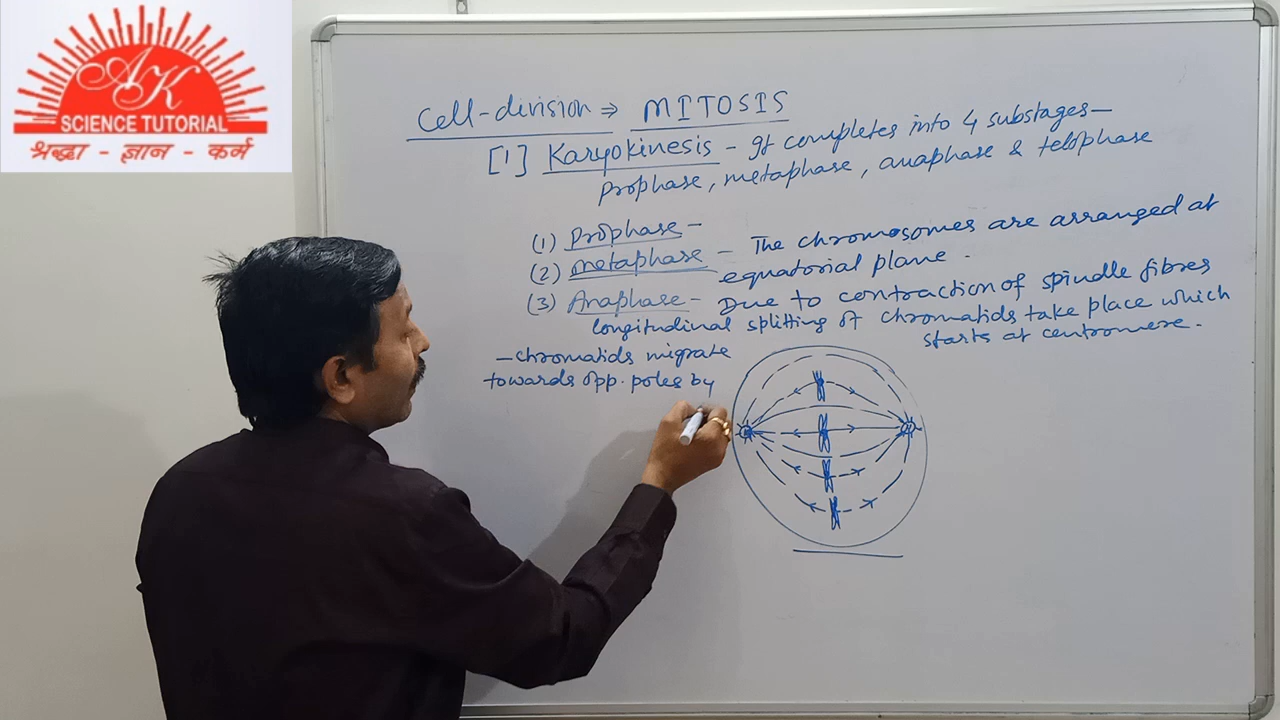 AK
SCIENCE TUTORIAL
श्रद्धा - ज्ञान - कर्म
Cell-division ⇒ MITOSIS
[1] Karyokinesis - It completes into 4 substages—
prophase, metaphase, anaphase & telophase
(1) Prophase -
(2) metaphase - The chromosomes are arranged at
equatorial plane.
(3) Anaphase - Due to contraction of spindle fibres
longitudinal splitting of chromatids take place which
starts at centromere.
- chromatids migrate
towards opp. poles by